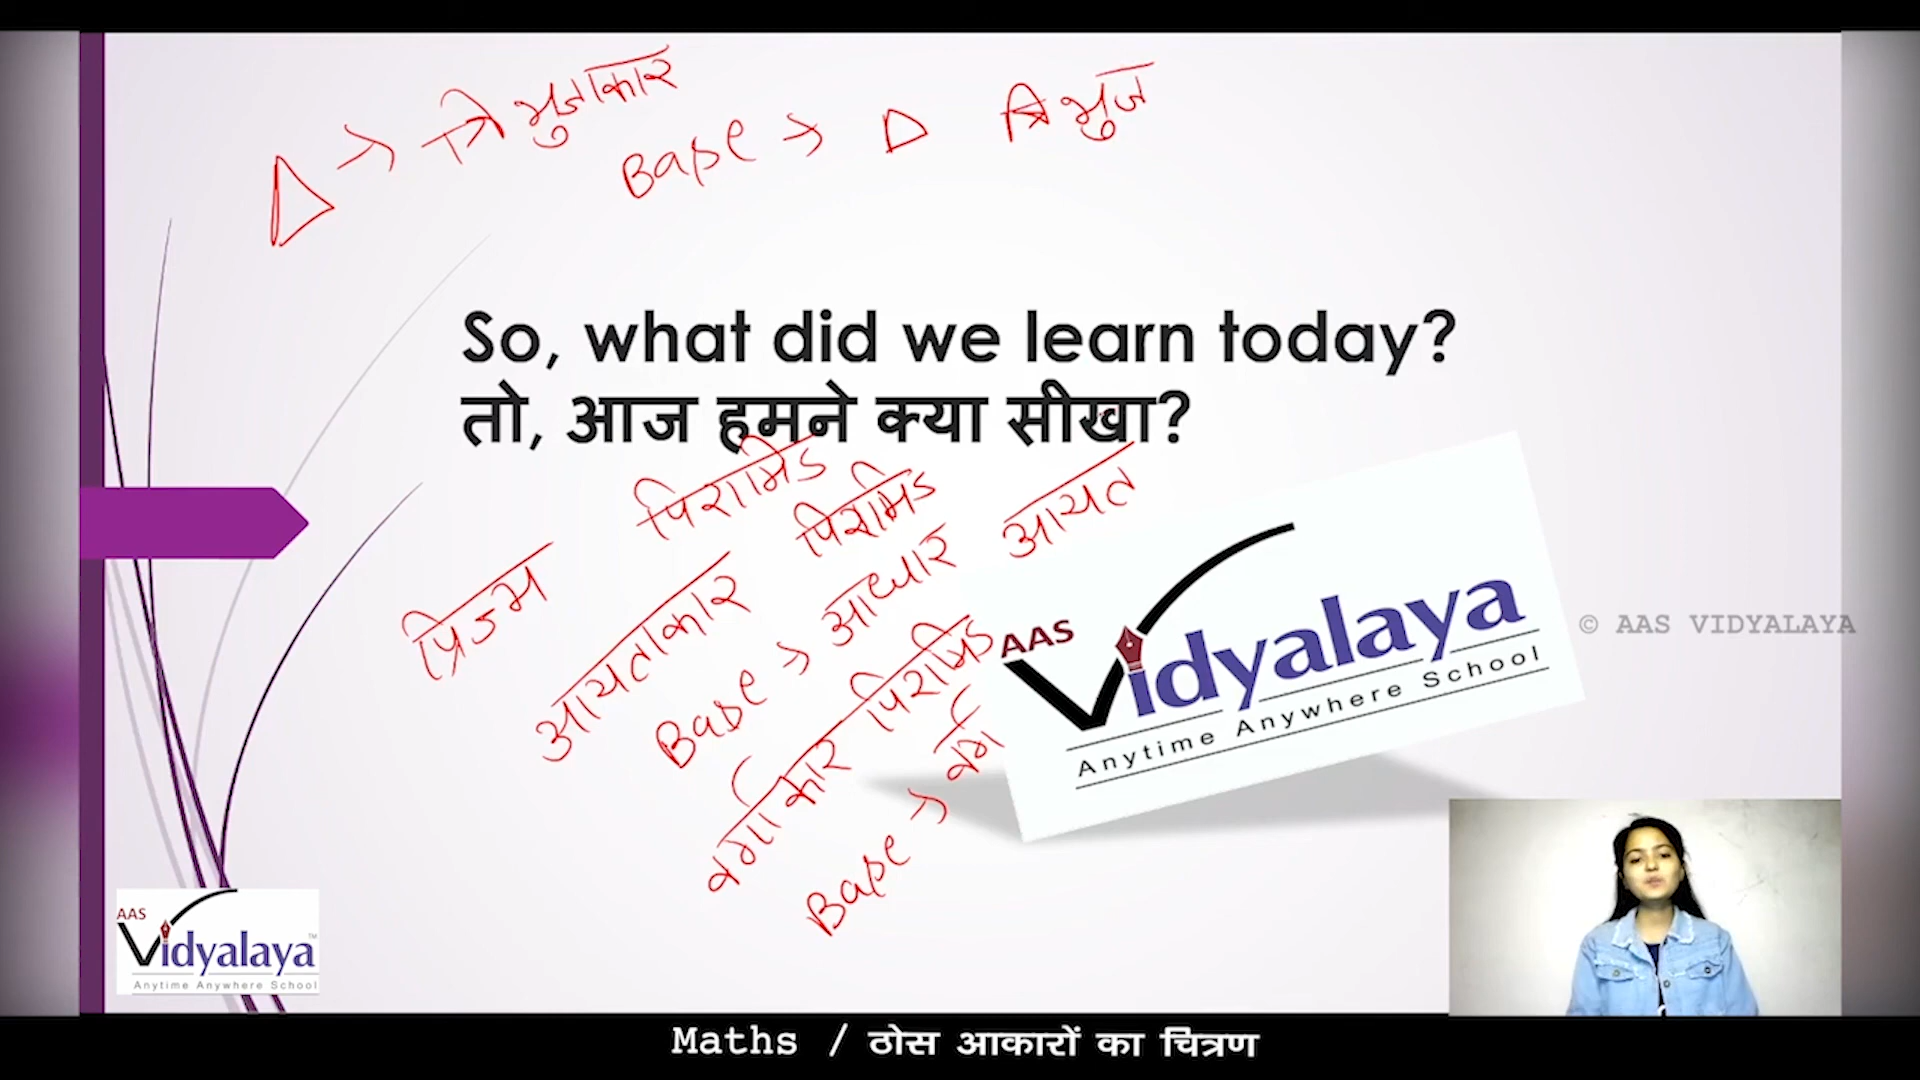 △ → त्रिभुजाकार
Base → △ त्रिभुज
So, what did we learn today?
तो, आज हमने क्या सीखा?
प्रिज्म
पिरामिड
आयताकार पिरामिड
Base → आधार आयत
वर्गाकार पिरामिड
Base → वर्ग
AAS
Vidyalaya
Anytime Anywhere School
© AAS VIDYALAYA
AAS
Vidyalaya™
Anytime Anywhere School
Maths / ठोस आकारों का चित्रण